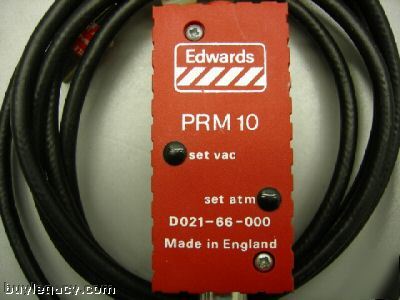 Edwards
PRM 10
set vac
set atm
D021-66-000
Made in England
buylegacy.com